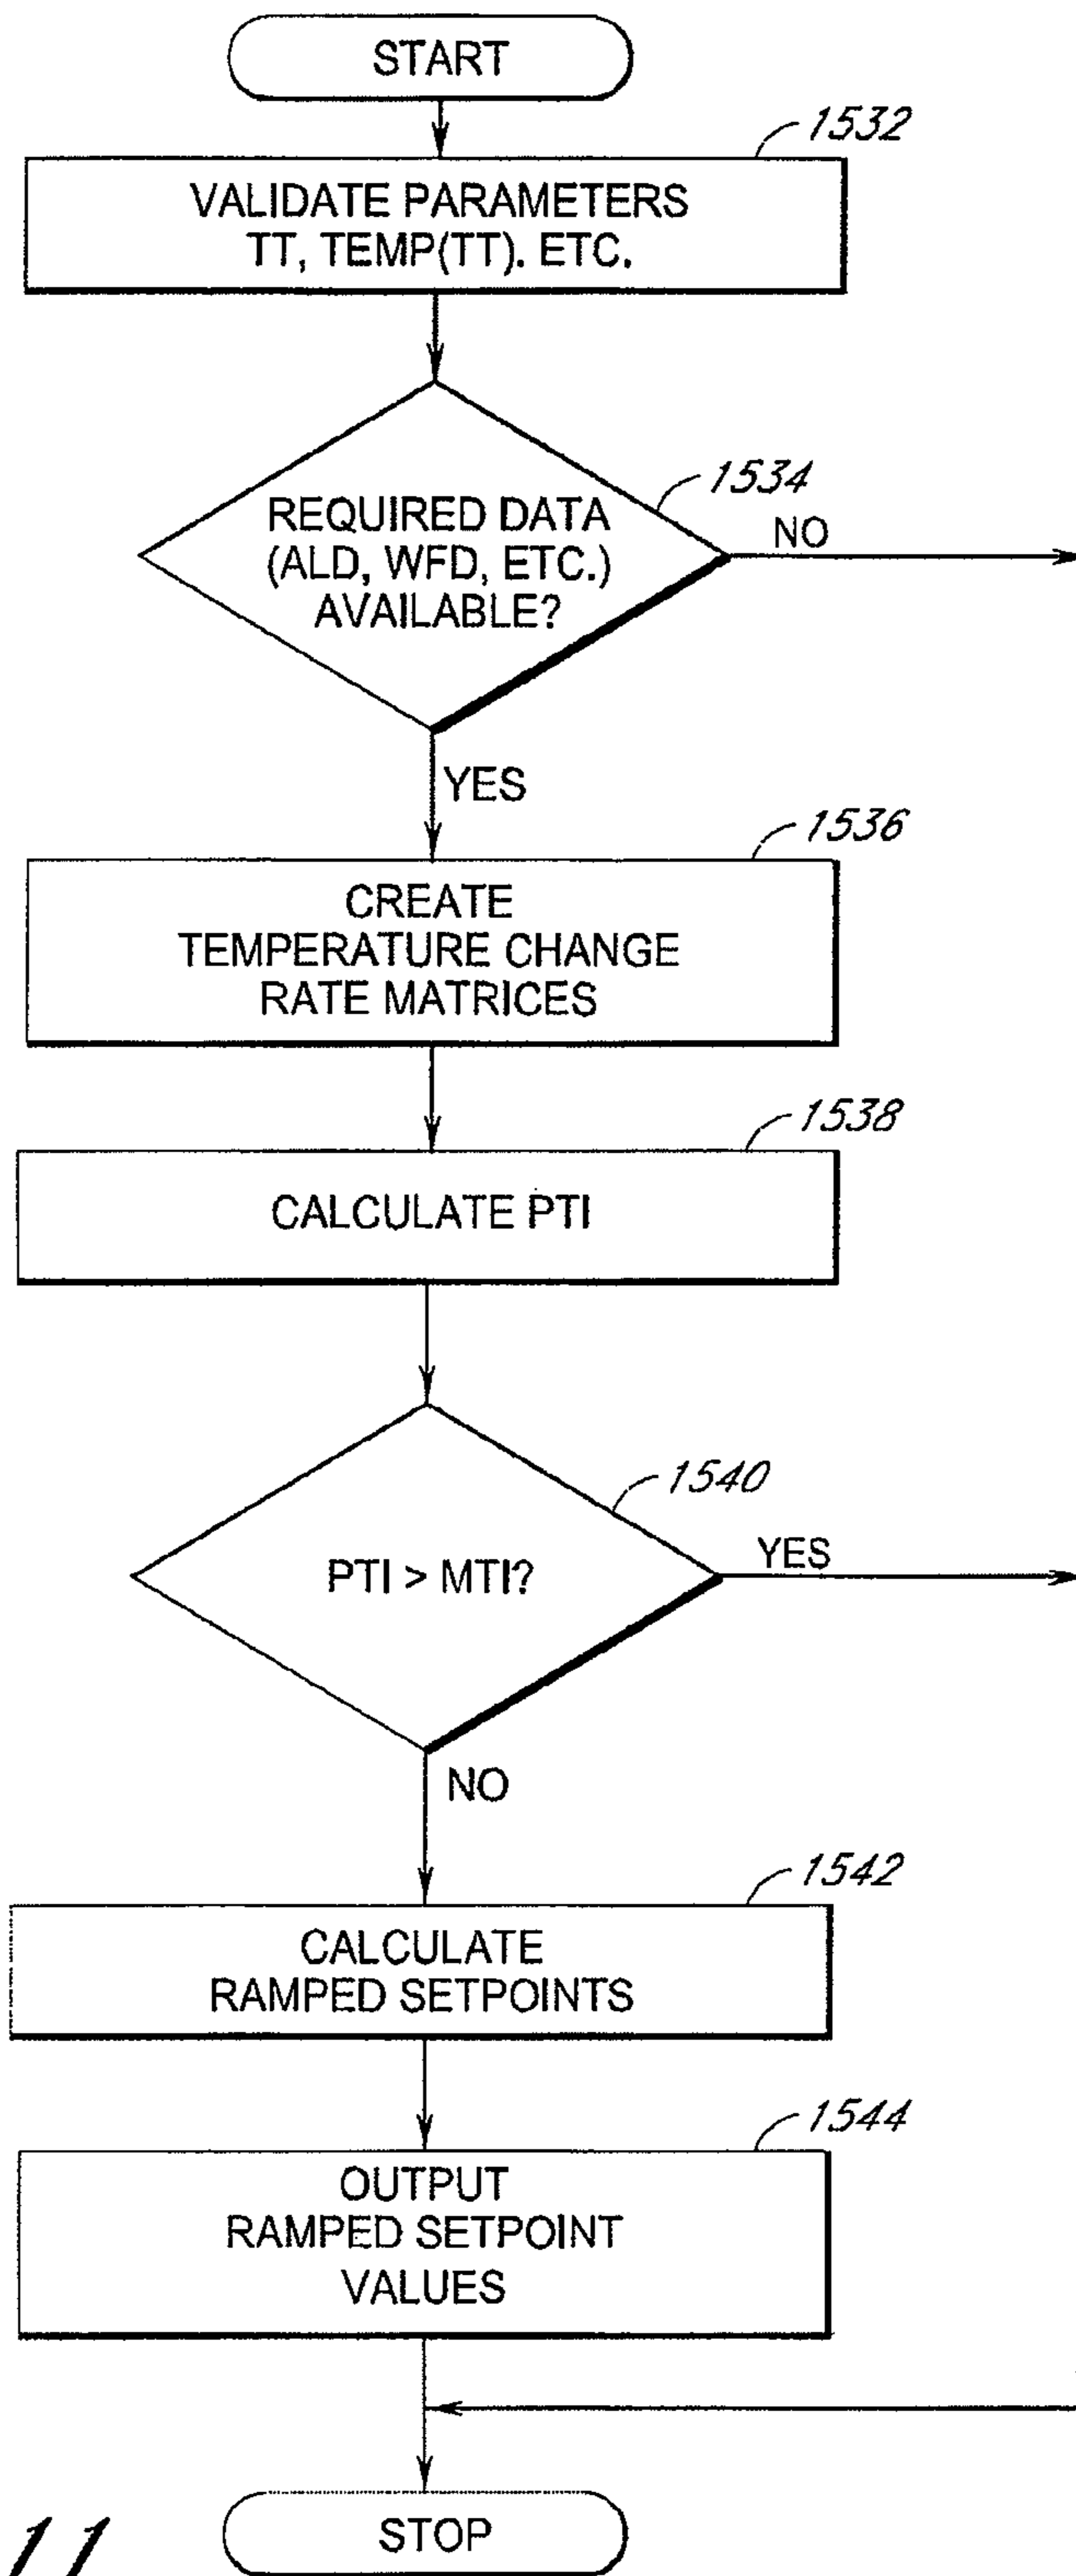 START
1532
VALIDATE PARAMETERS
TT, TEMP(TT). ETC.
1534
REQUIRED DATA
(ALD, WFD, ETC.)
AVAILABLE?
NO
YES
1536
CREATE
TEMPERATURE CHANGE
RATE MATRICES
1538
CALCULATE PTI
1540
PTI > MTI?
YES
NO
1542
CALCULATE
RAMPED SETPOINTS
1544
OUTPUT
RAMPED SETPOINT
VALUES
STOP
11